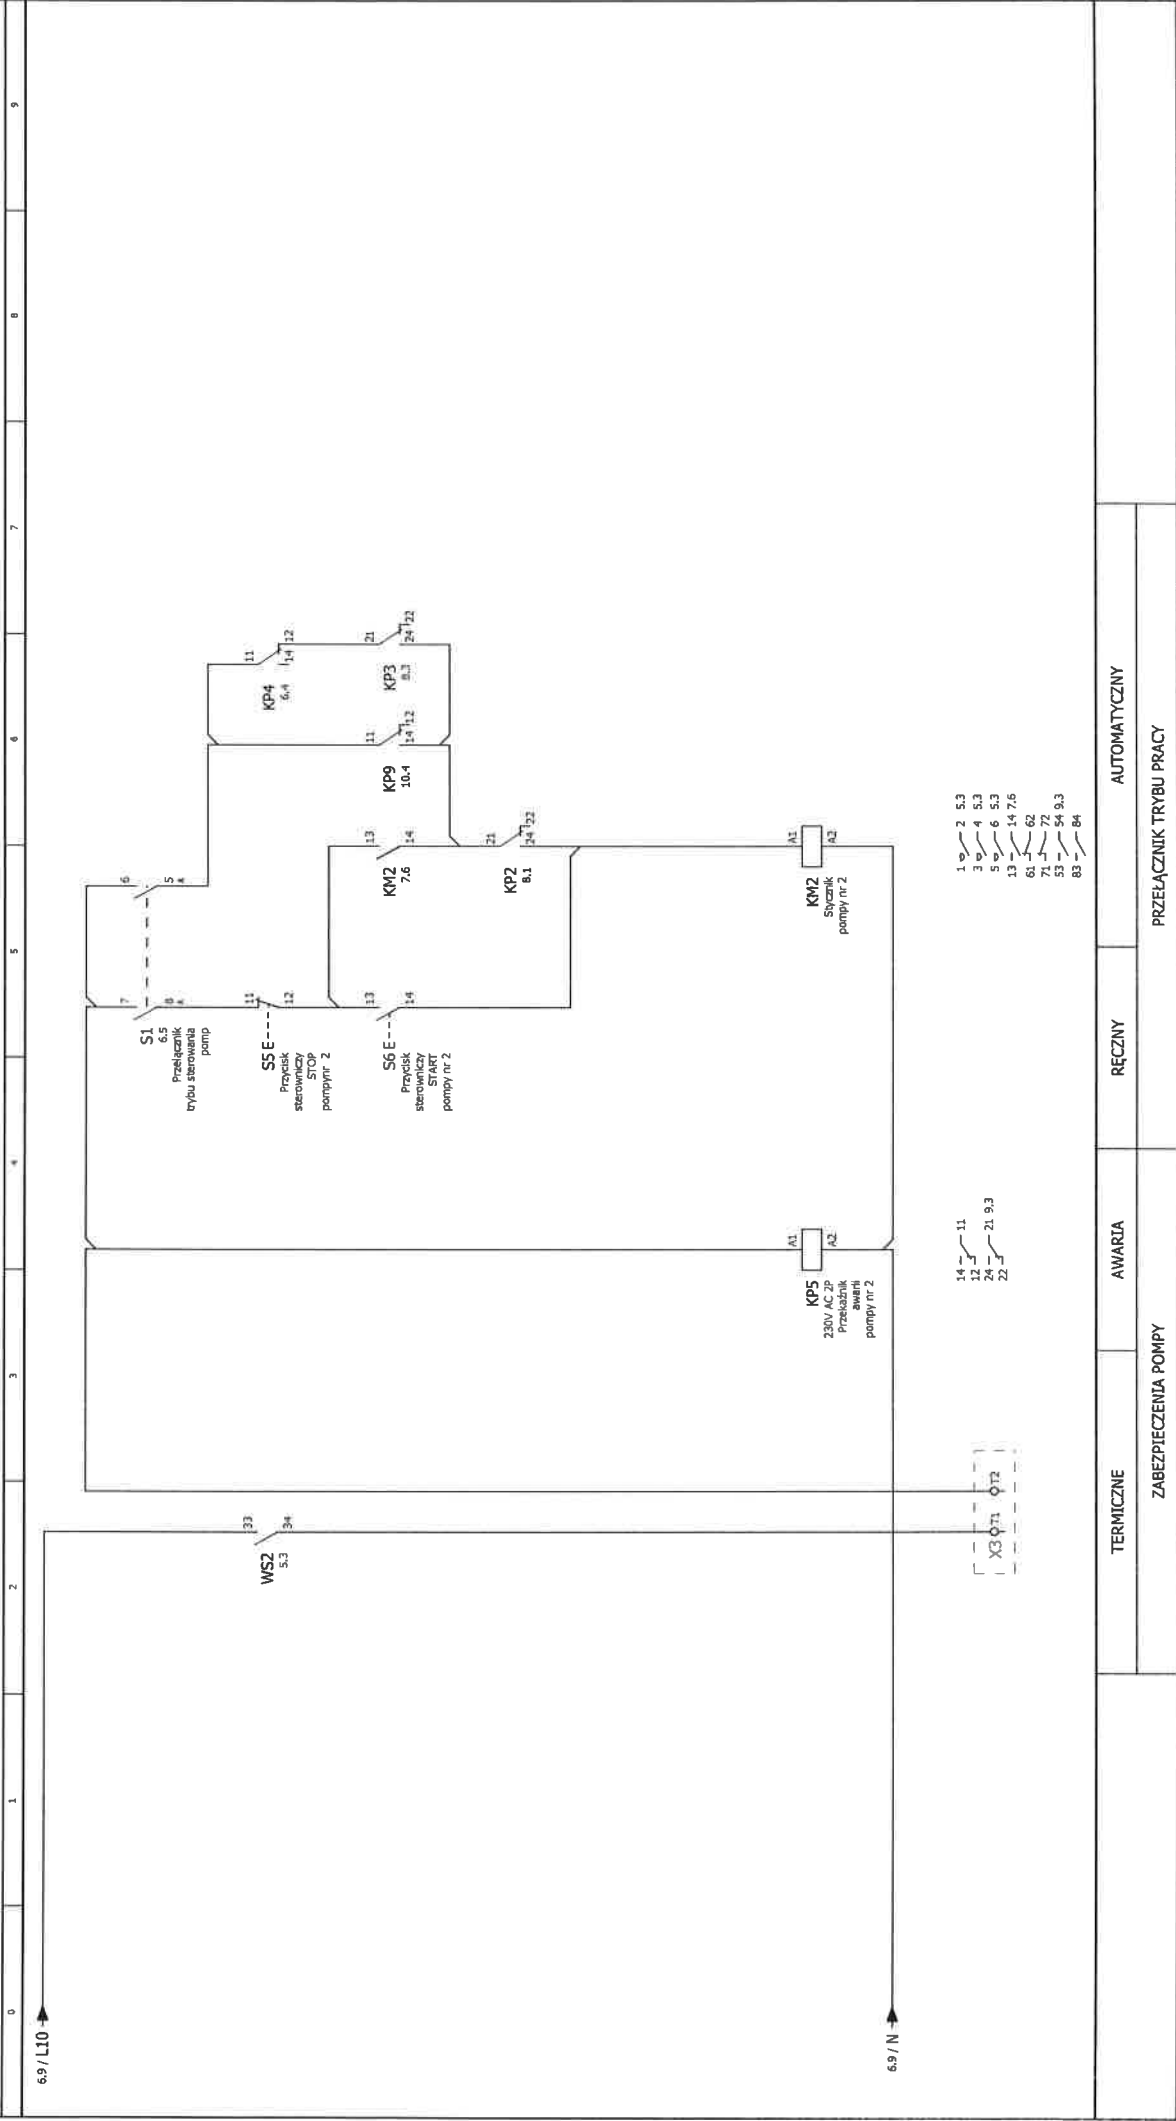 0 1 2 3 4 5 6 7 8 9
6.9 / L10
6.9 / N
WS2
5.3
33
34
X3
T1
T2
KP5
230V AC 2P
Przekaźnik
awarii
pompy nr 2
A1
A2
14 11
12
24 21 9.3
22
S1
6.5
Przełącznik
trybu sterowania
pomp
7
8
6
5
S5 E
Przycisk
sterowniczy
STOP
pompynr 2
11
12
S6 E
Przycisk
sterowniczy
START
pompy nr 2
13
14
KM2
7.6
13
14
KP9
10.4
11
14
12
KP4
6.4
11
14
12
KP3
8.3
21
24
22
KP2
8.1
21
24
22
KM2
Stycznik
pompy nr 2
A1
A2
1 2 5.3
3 4 5.3
5 6 5.3
13 14 7.6
61 62
71 72
53 54 9.3
83 84
TERMICZNE
AWARIA
RĘCZNY
AUTOMATYCZNY
ZABEZPIECZENIA POMPY
PRZEŁĄCZNIK TRYBU PRACY